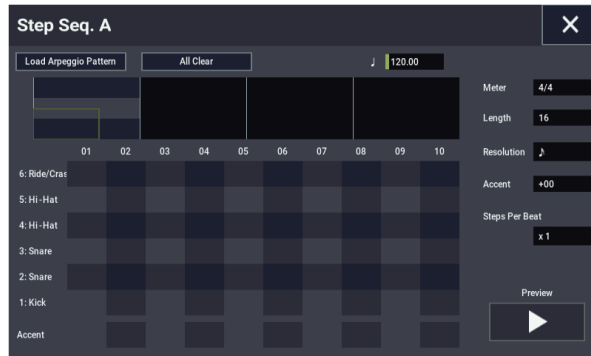 Step Seq. A
Load Arpeggio Pattern All Clear ♩ 120.00
Meter 4/4
Length 16
Resolution ♪
Accent +00
Steps Per Beat
x 1
Preview
01 02 03 04 05 06 07 08 09 10
6: Ride/Cras
5: Hi-Hat
4: Hi-Hat
3: Snare
2: Snare
1: Kick
Accent